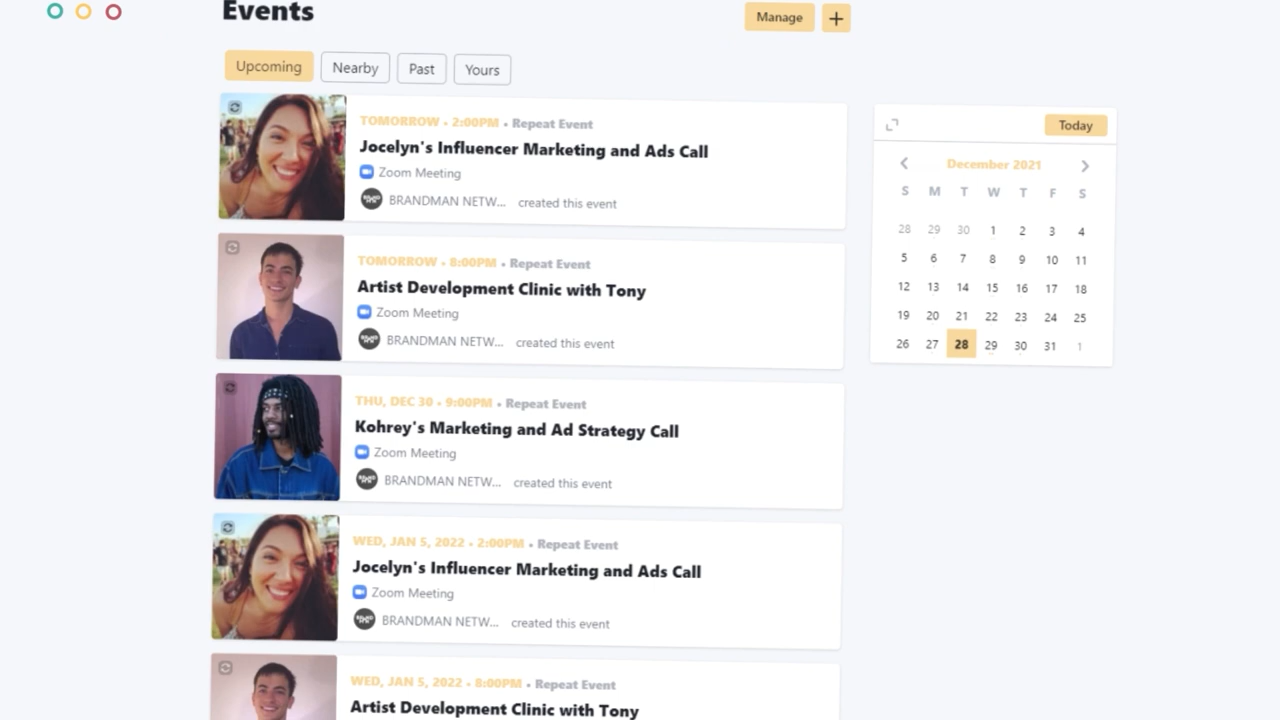 Events
Manage
+
Upcoming
Nearby
Past
Yours
TOMORROW • 2:00PM • Repeat Event
Jocelyn's Influencer Marketing and Ads Call
Zoom Meeting
BRANDMAN NETW... created this event
TOMORROW • 8:00PM • Repeat Event
Artist Development Clinic with Tony
Zoom Meeting
BRANDMAN NETW... created this event
THU, DEC 30 • 9:00PM • Repeat Event
Kohrey's Marketing and Ad Strategy Call
Zoom Meeting
BRANDMAN NETW... created this event
WED, JAN 5, 2022 • 2:00PM • Repeat Event
Jocelyn's Influencer Marketing and Ads Call
Zoom Meeting
BRANDMAN NETW... created this event
WED, JAN 5, 2022 • 8:00PM • Repeat Event
Artist Development Clinic with Tony
Today
December 2021
S M T W T F S
28 29 30 1 2 3 4
5 6 7 8 9 10 11
12 13 14 15 16 17 18
19 20 21 22 23 24 25
26 27 28 29 30 31 1